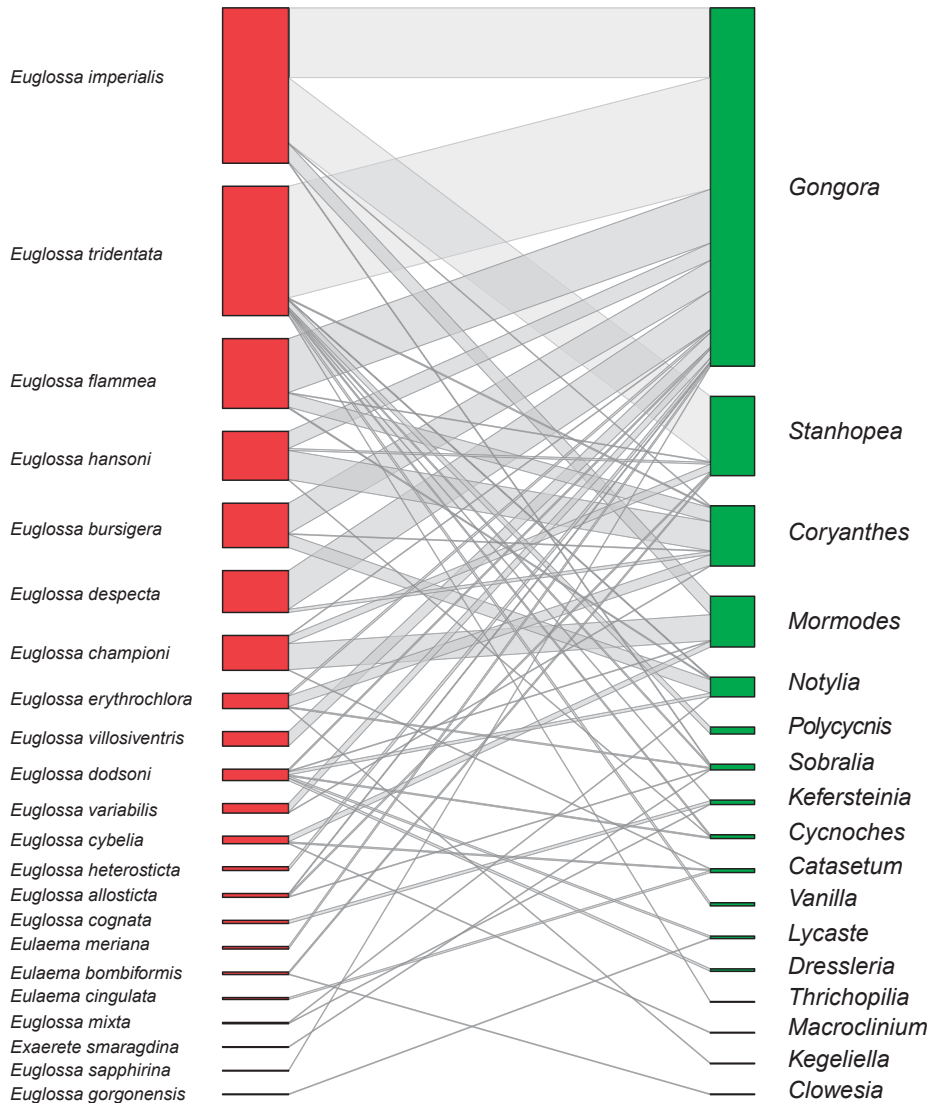 Euglossa imperialis
Euglossa tridentata
Euglossa flammea
Euglossa hansoni
Euglossa bursigera
Euglossa despecta
Euglossa championi
Euglossa erythrochlora
Euglossa villosiventris
Euglossa dodsoni
Euglossa variabilis
Euglossa cybelia
Euglossa heterosticta
Euglossa allosticta
Euglossa cognata
Eulaema meriana
Eulaema bombiformis
Eulaema cingulata
Euglossa mixta
Exaerete smaragdina
Euglossa sapphirina
Euglossa gorgonensis
Gongora
Stanhopea
Coryanthes
Mormodes
Notylia
Polycycnis
Sobralia
Kefersteinia
Cycnoches
Catasetum
Vanilla
Lycaste
Dressleria
Thrichopilia
Macroclinium
Kegeliella
Clowesia